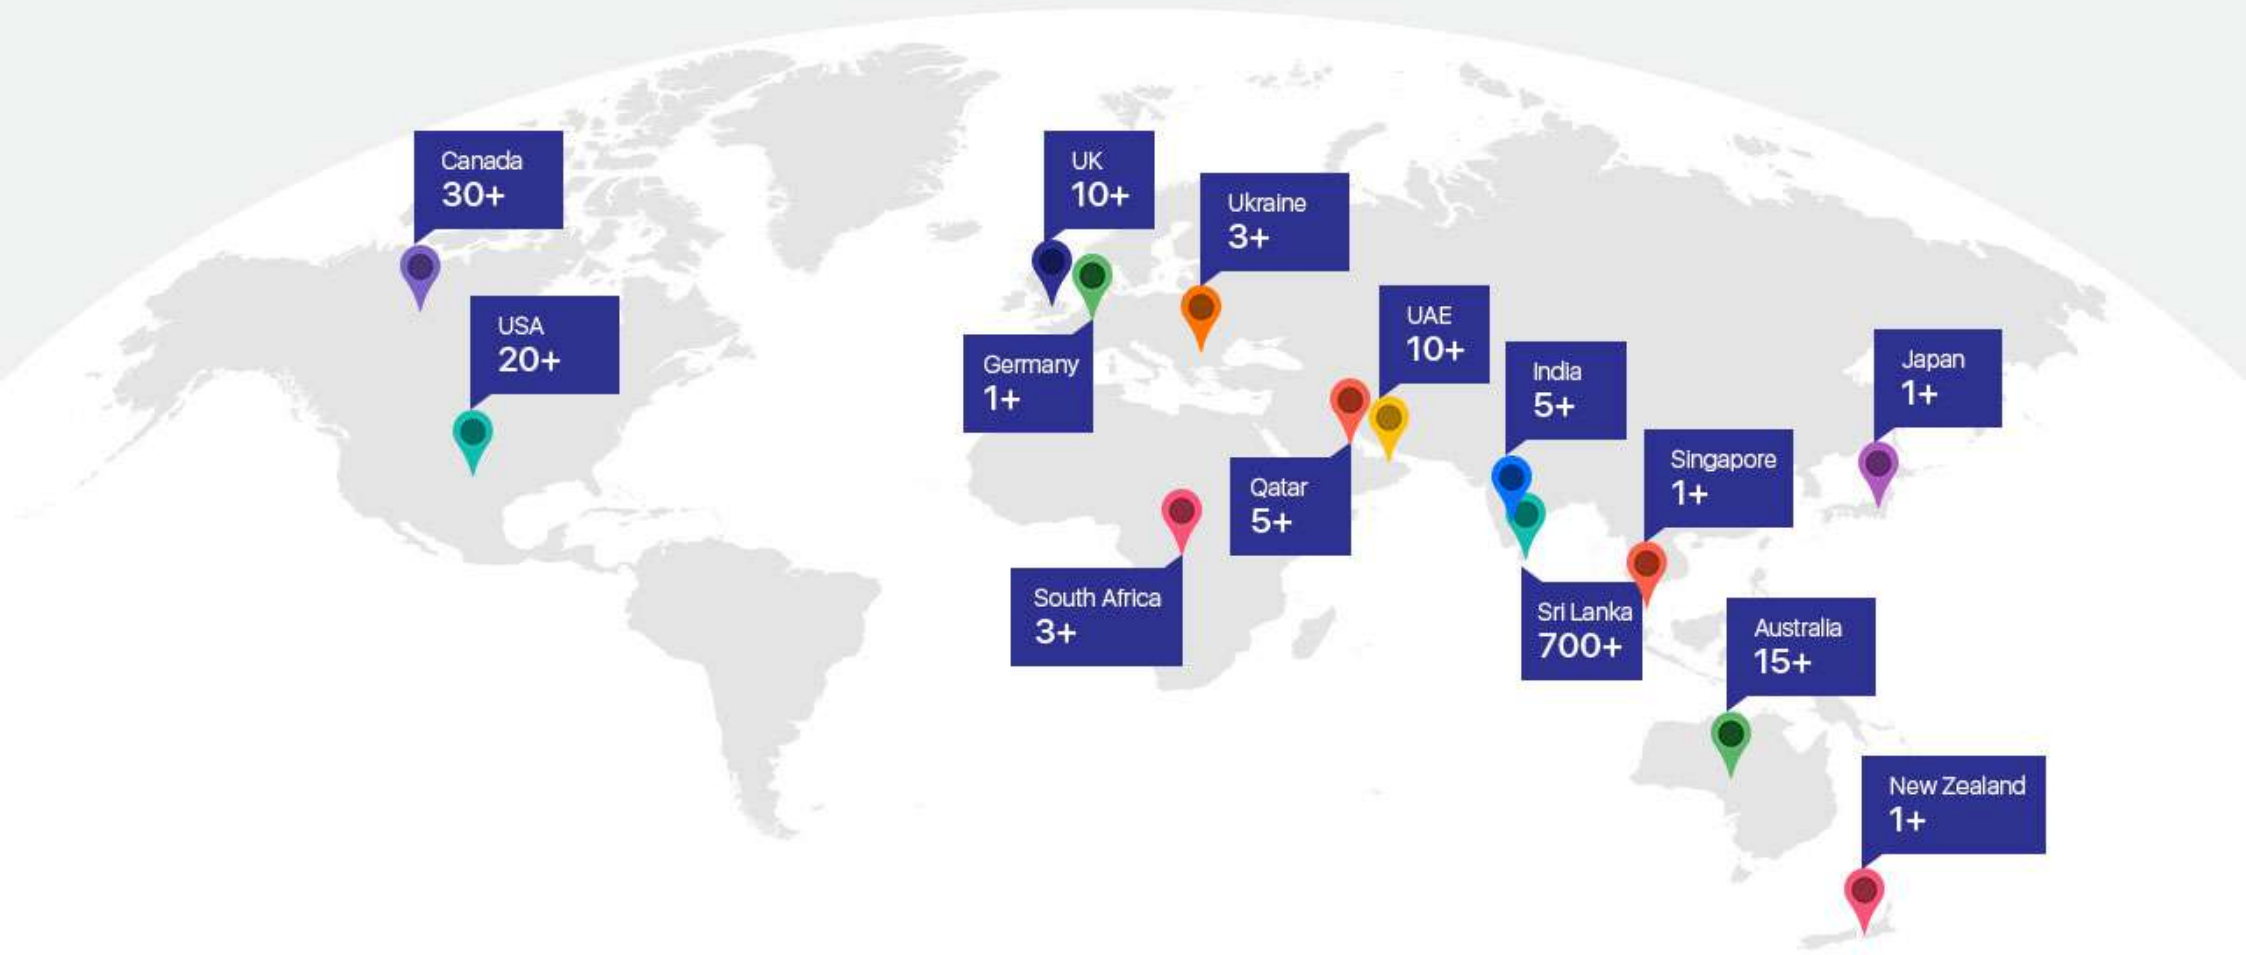 Canada
30+
USA
20+
UK
10+
Ukraine
3+
Germany
1+
UAE
10+
Qatar
5+
India
5+
South Africa
3+
Sri Lanka
700+
Singapore
1+
Japan
1+
Australia
15+
New Zealand
1+